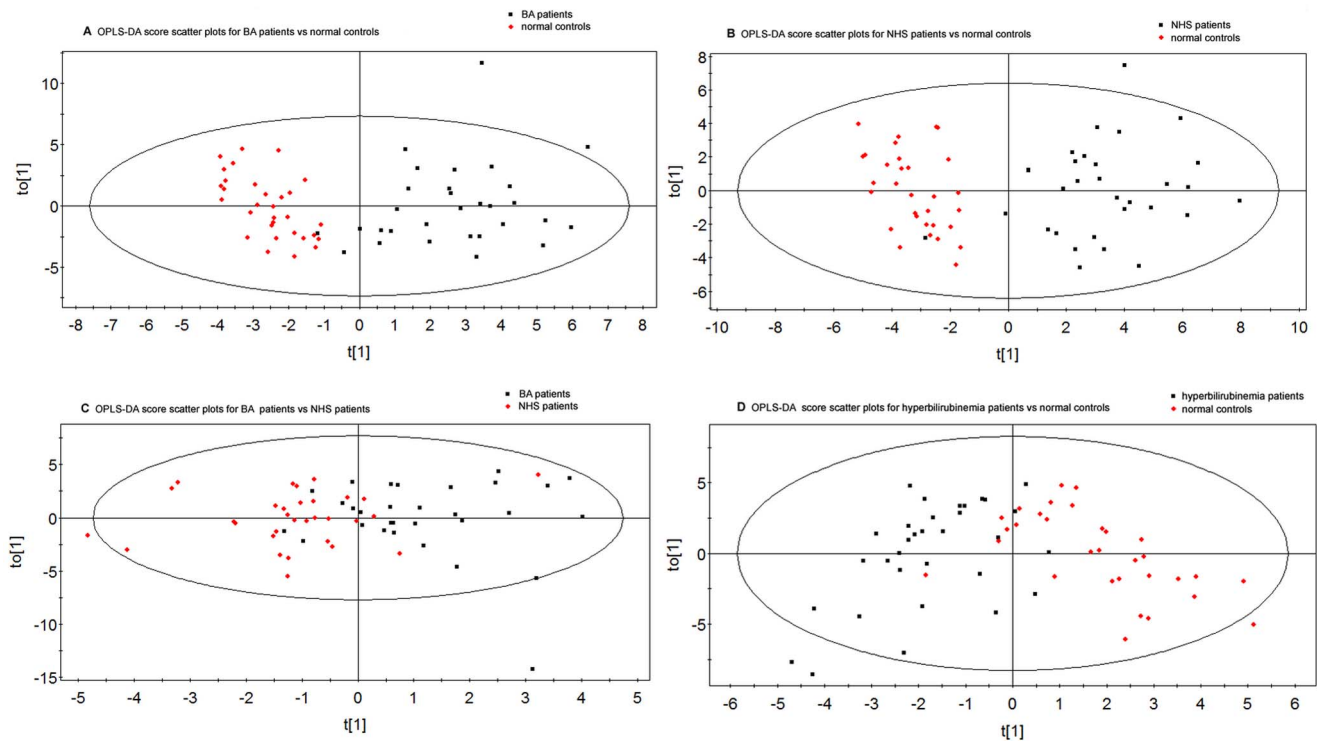 BA patients
normal controls
A OPLS-DA score scatter plots for BA patients vs normal controls
to[1]
10
5
0
-5
-8 -7 -6 -5 -4 -3 -2 -1 0 1 2 3 4 5 6 7 8
t[1]
NHS patients
normal controls
B OPLS-DA score scatter plots for NHS patients vs normal controls
to[1]
8
6
4
2
0
-2
-4
-6
-10 -8 -6 -4 -2 0 2 4 6 8 10
t[1]
BA patients
NHS patients
C OPLS-DA score scatter plots for BA patients vs NHS patients
to[1]
5
0
-5
-10
-15
-5 -4 -3 -2 -1 0 1 2 3 4 5
t[1]
hyperbilirubinemia patients
normal controls
D OPLS-DA score scatter plots for hyperbilirubinemia patients vs normal controls
to[1]
5
0
-5
-6 -5 -4 -3 -2 -1 0 1 2 3 4 5 6
t[1]